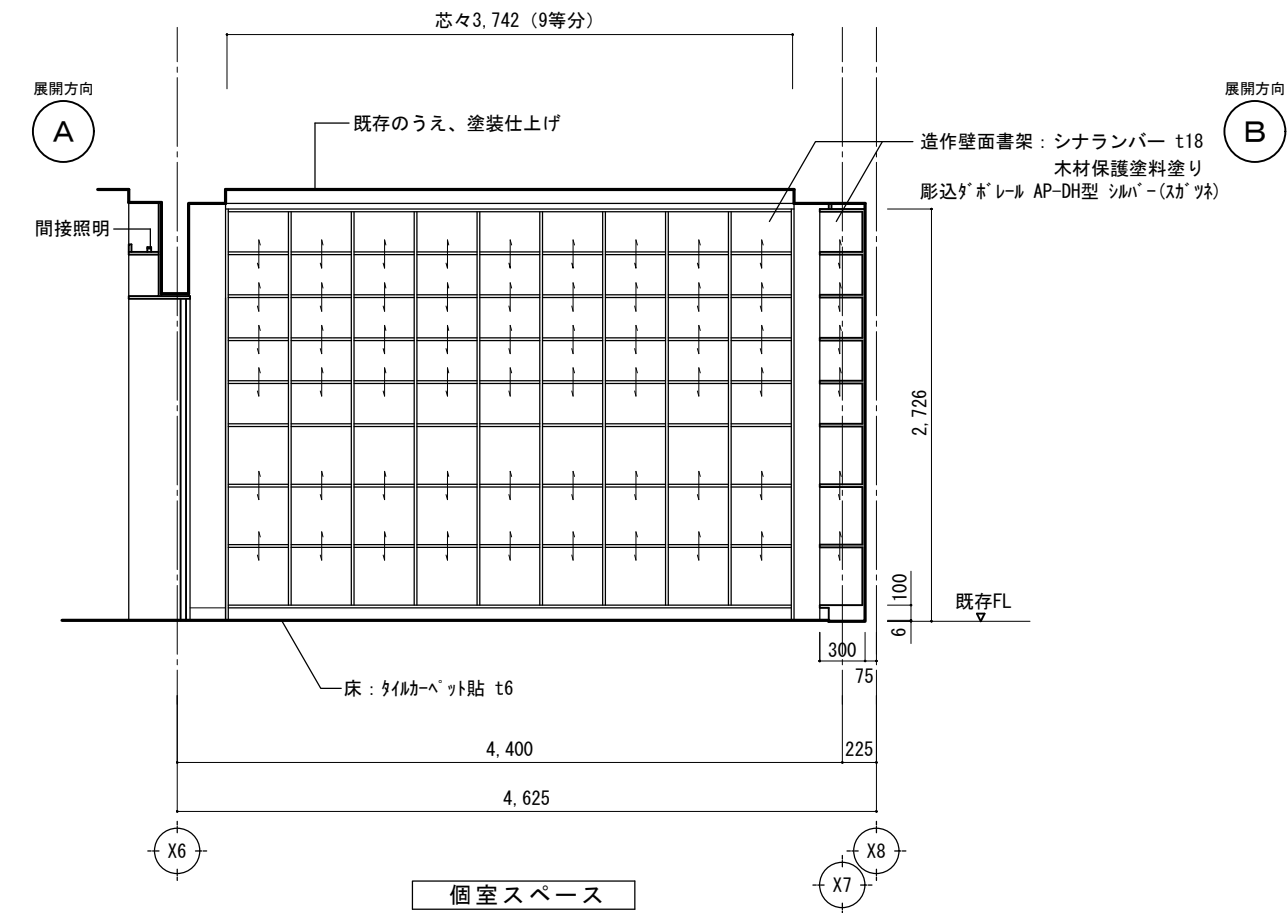 芯々3,742（9等分）
展開方向
A
展開方向
B
既存のうえ、塗装仕上げ
造作壁面書架：シナランバー t18
木材保護塗料塗り
彫込ﾀﾞﾎﾞﾚｰﾙ AP-DH型 ｼﾙﾊﾞｰ(ｽｶﾞﾂﾈ)
間接照明
2,726
100
既存FL
6
300
75
床：ﾀｲﾙｶｰﾍﾟｯﾄ貼 t6
4,400
225
4,625
X6
X8
X7
個室スペース